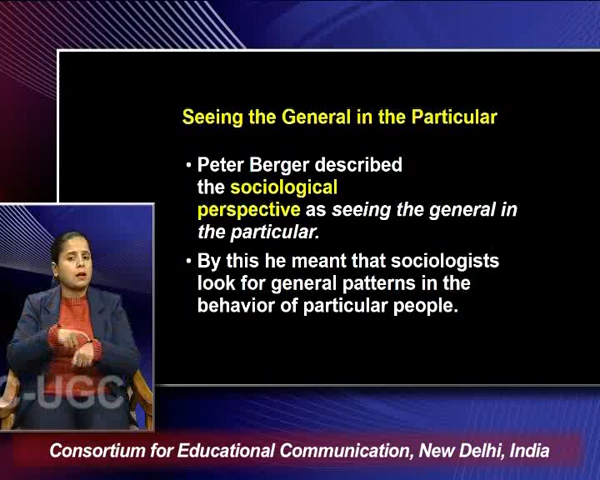 Seeing the General in the Particular
• Peter Berger described
the sociological
perspective as seeing the general in
the particular.
• By this he meant that sociologists
look for general patterns in the
behavior of particular people.
C-UGC
Consortium for Educational Communication, New Delhi, India